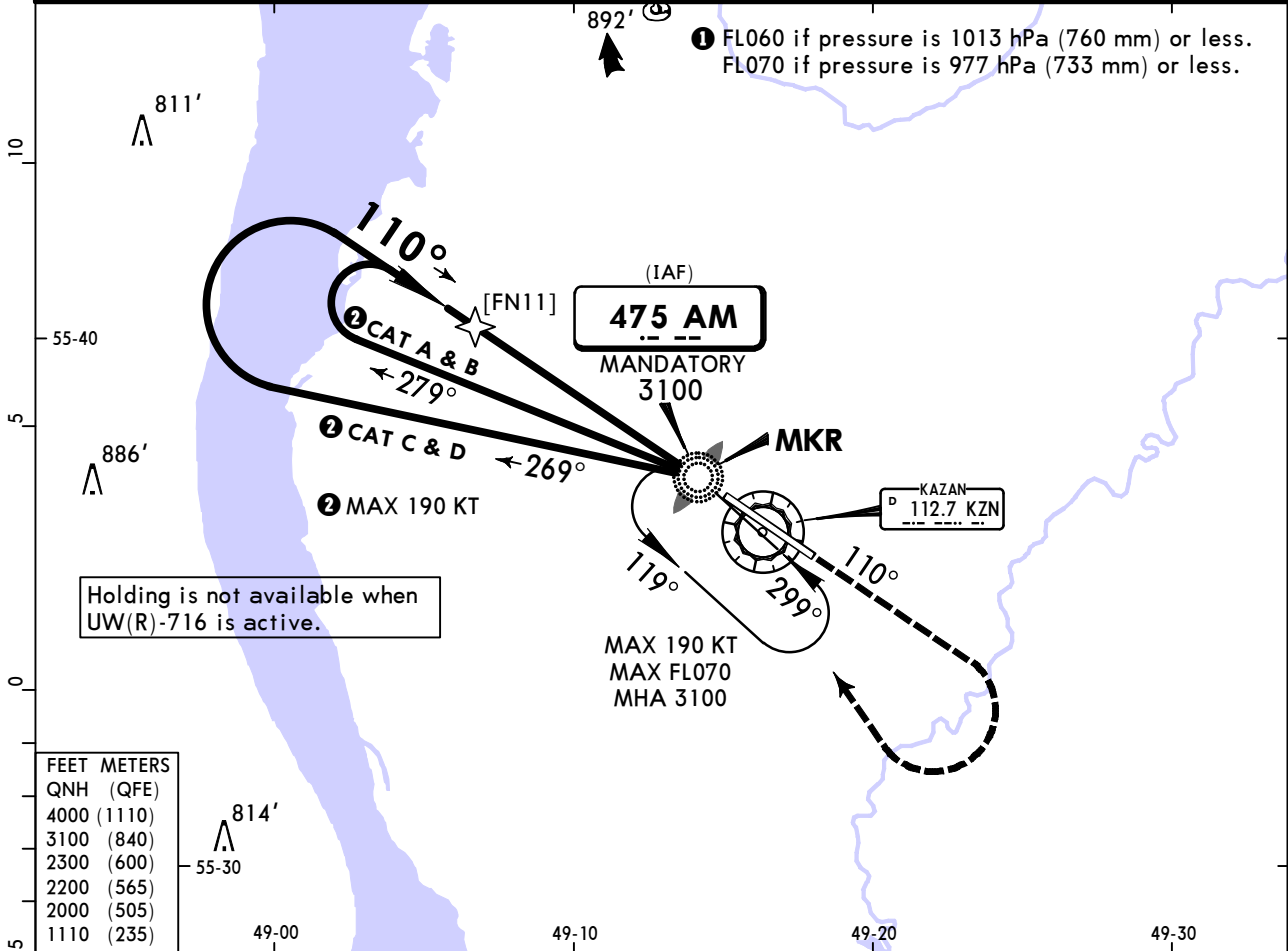 892'
❶ FL060 if pressure is 1013 hPa (760 mm) or less.
FL070 if pressure is 977 hPa (733 mm) or less.
811'
10
110°
(IAF)
475 AM
MANDATORY
3100
[FN11]
55-40
❷ CAT A & B
279°
5
❷ CAT C & D
269°
MKR
886'
❷ MAX 190 KT
KAZAN
D 112.7 KZN
110°
119°
299°
Holding is not available when
UW(R)-716 is active.
MAX 190 KT
MAX FL070
MHA 3100
0
FEET METERS
QNH (QFE)
4000 (1110)
3100 (840)
2300 (600)
2200 (565)
2000 (505)
1110 (235)
814'
55-30
5
49-00
49-10
49-20
49-30